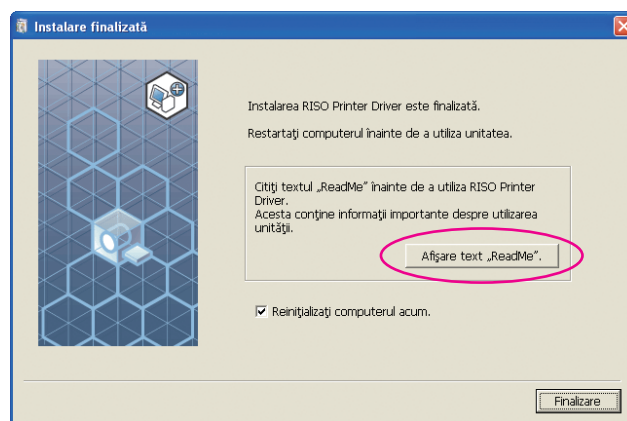 Instalare finalizată
Instalarea RISO Printer Driver este finalizată.
Restartaţi computerul înainte de a utiliza unitatea.
Citiţi textul „ReadMe” înainte de a utiliza RISO Printer
Driver.
Acesta conţine informaţii importante despre utilizarea
unităţii.
Afişare text „ReadMe”.
Reiniţializaţi computerul acum.
Finalizare